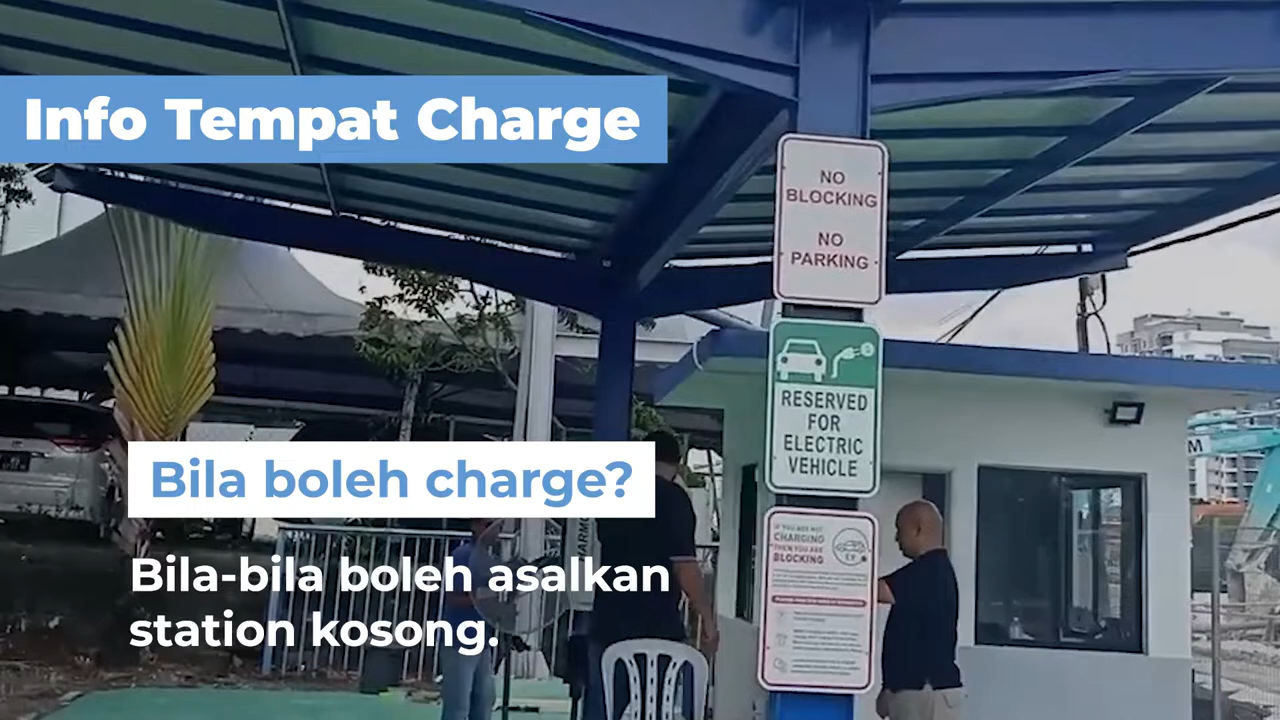 Info Tempat Charge
NO
BLOCKING
NO
PARKING
RESERVED
FOR
ELECTRIC
VEHICLE
Bila boleh charge?
IF YOU ARE NOT
CHARGING
THEN YOU ARE
BLOCKING
EV
Bila-bila boleh asalkan
station kosong.